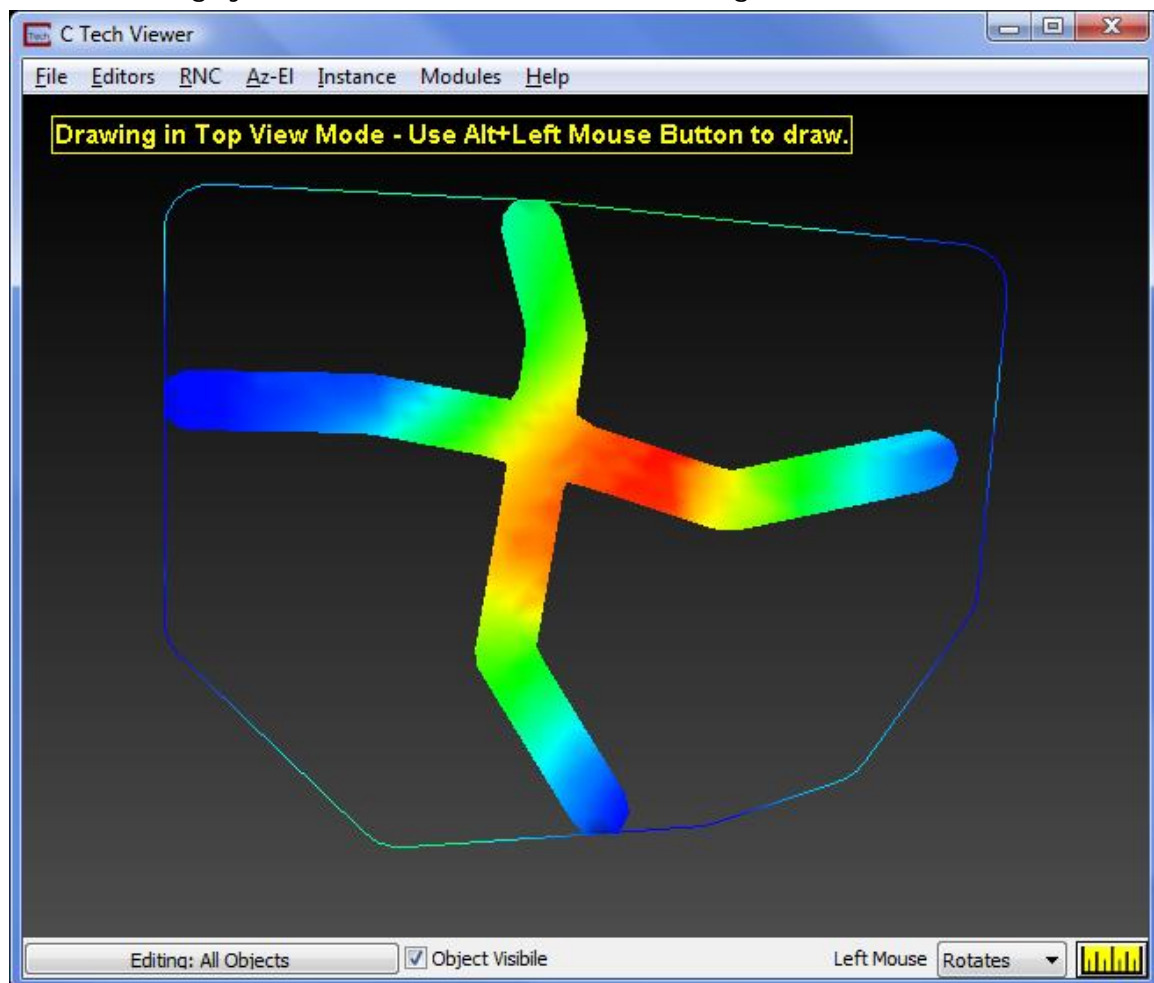 C Tech Viewer
File Editors RNC Az-El Instance Modules Help
Drawing in Top View Mode - Use Alt+Left Mouse Button to draw.
Editing: All Objects Object Visibile Left Mouse Rotates